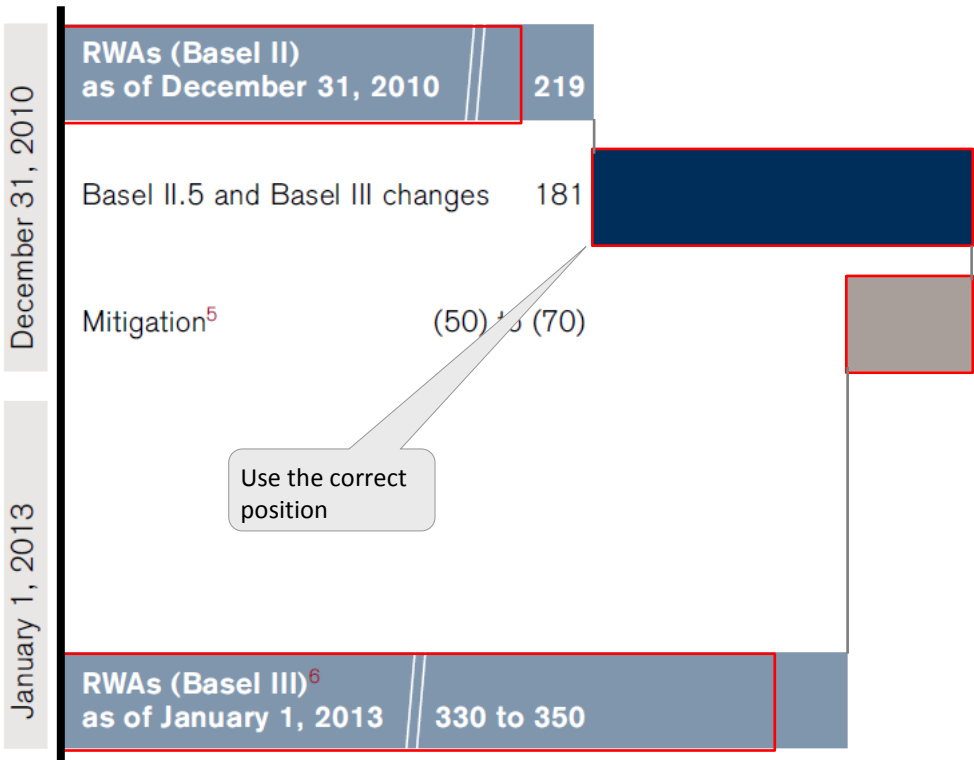 December 31, 2010
RWAs (Basel II)
as of December 31, 2010 219
Basel II.5 and Basel III changes 181
Mitigation5 (50) to (70)
Use the correct
position
January 1, 2013
RWAs (Basel III)6
as of January 1, 2013 330 to 350